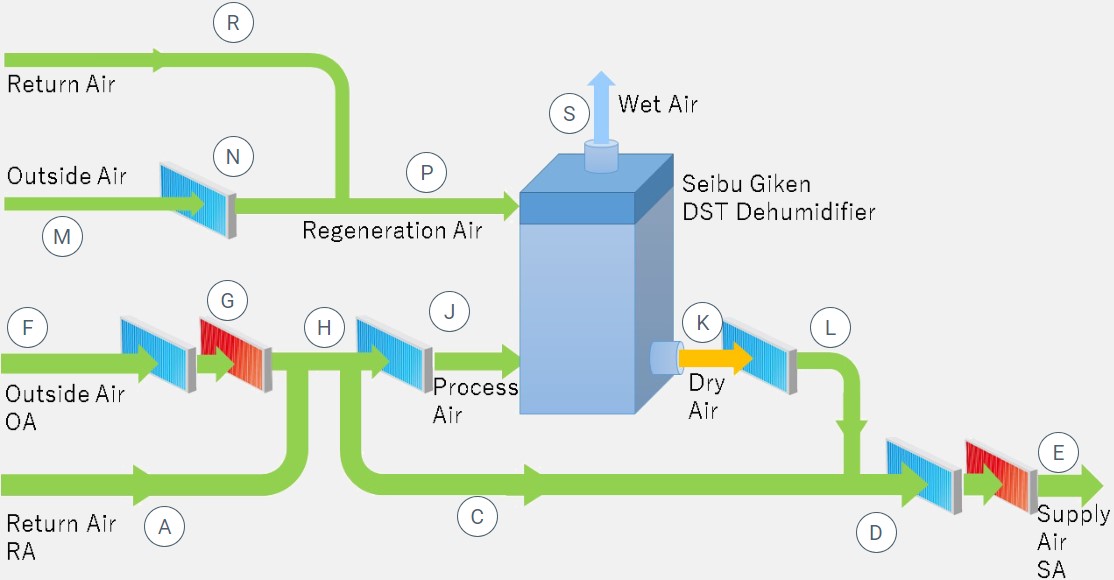 R
Return Air
S
Wet Air
N
Outside Air
P
Seibu Giken
DST Dehumidifier
M
Regeneration Air
F
G
H
J
K
L
Outside Air
OA
Process
Air
Dry
Air
Return Air
RA
A
C
D
E
Supply
Air
SA